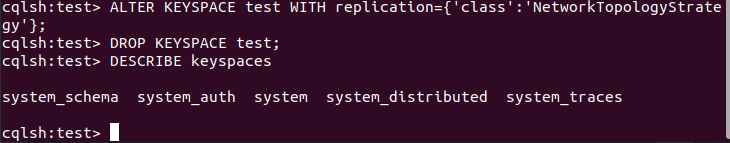 cqlsh:test> ALTER KEYSPACE test WITH replication={'class':'NetworkTopologyStrate
gy'};
cqlsh:test> DROP KEYSPACE test;
cqlsh:test> DESCRIBE keyspaces
system_schema  system_auth  system  system_distributed  system_traces
cqlsh:test>